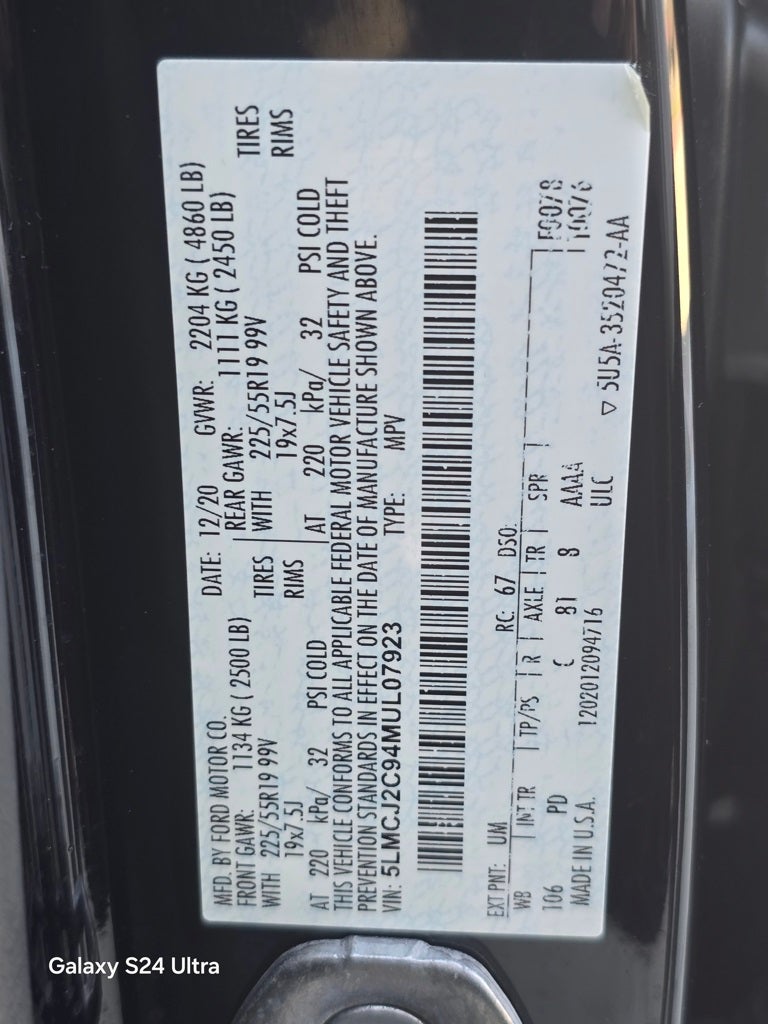 MFD. BY FORD MOTOR CO. DATE: 12/20 GVWR: 2204 KG ( 4860 LB)
FRONT GAWR: 1134 KG ( 2500 LB) REAR GAWR: 1111 KG ( 2450 LB)
WITH 225/55R19 99V TIRES WITH 225/55R19 99V TIRES
19x7.5J RIMS 19x7.5J RIMS
AT 220 kPa/ 32 PSI COLD AT 220 kPa/ 32 PSI COLD
THIS VEHICLE CONFORMS TO ALL APPLICABLE FEDERAL MOTOR VEHICLE SAFETY AND THEFT
PREVENTION STANDARDS IN EFFECT ON THE DATE OF MANUFACTURE SHOWN ABOVE.
VIN: 5LMCJ2C94MUL07923 TYPE: MPV
EXT PNT: UM RC: 67 DSO:
WB INT TR TP/PS R AXLE TR SPR
106 PD C 81 8 AAAA
ULC
MADE IN U.S.A. 1202012094716
▽ 5U5A-3520472-AA
Galaxy S24 Ultra